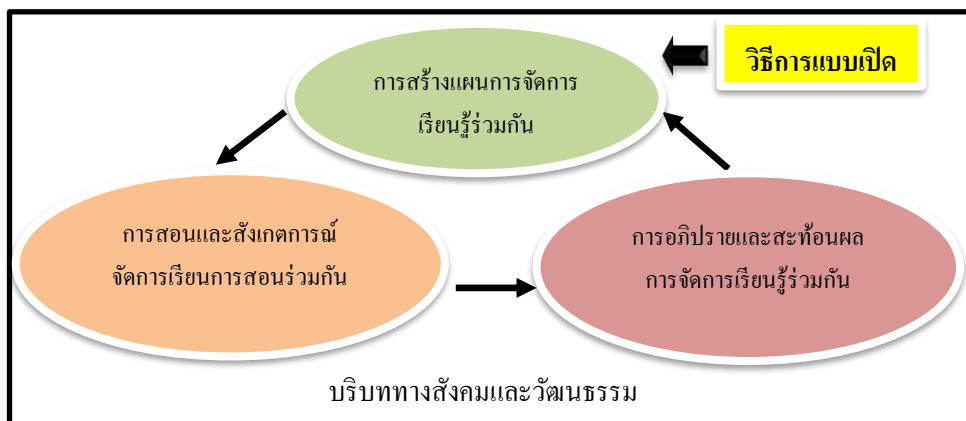 วิธีการแบบเปิด
การสร้างแผนการจัดการ
เรียนรู้ร่วมกัน
การสอนและสังเกตการณ์
จัดการเรียนการสอนร่วมกัน
การอภิปรายและสะท้อนผล
การจัดการเรียนรู้ร่วมกัน
บริบททางสังคมและวัฒนธรรม